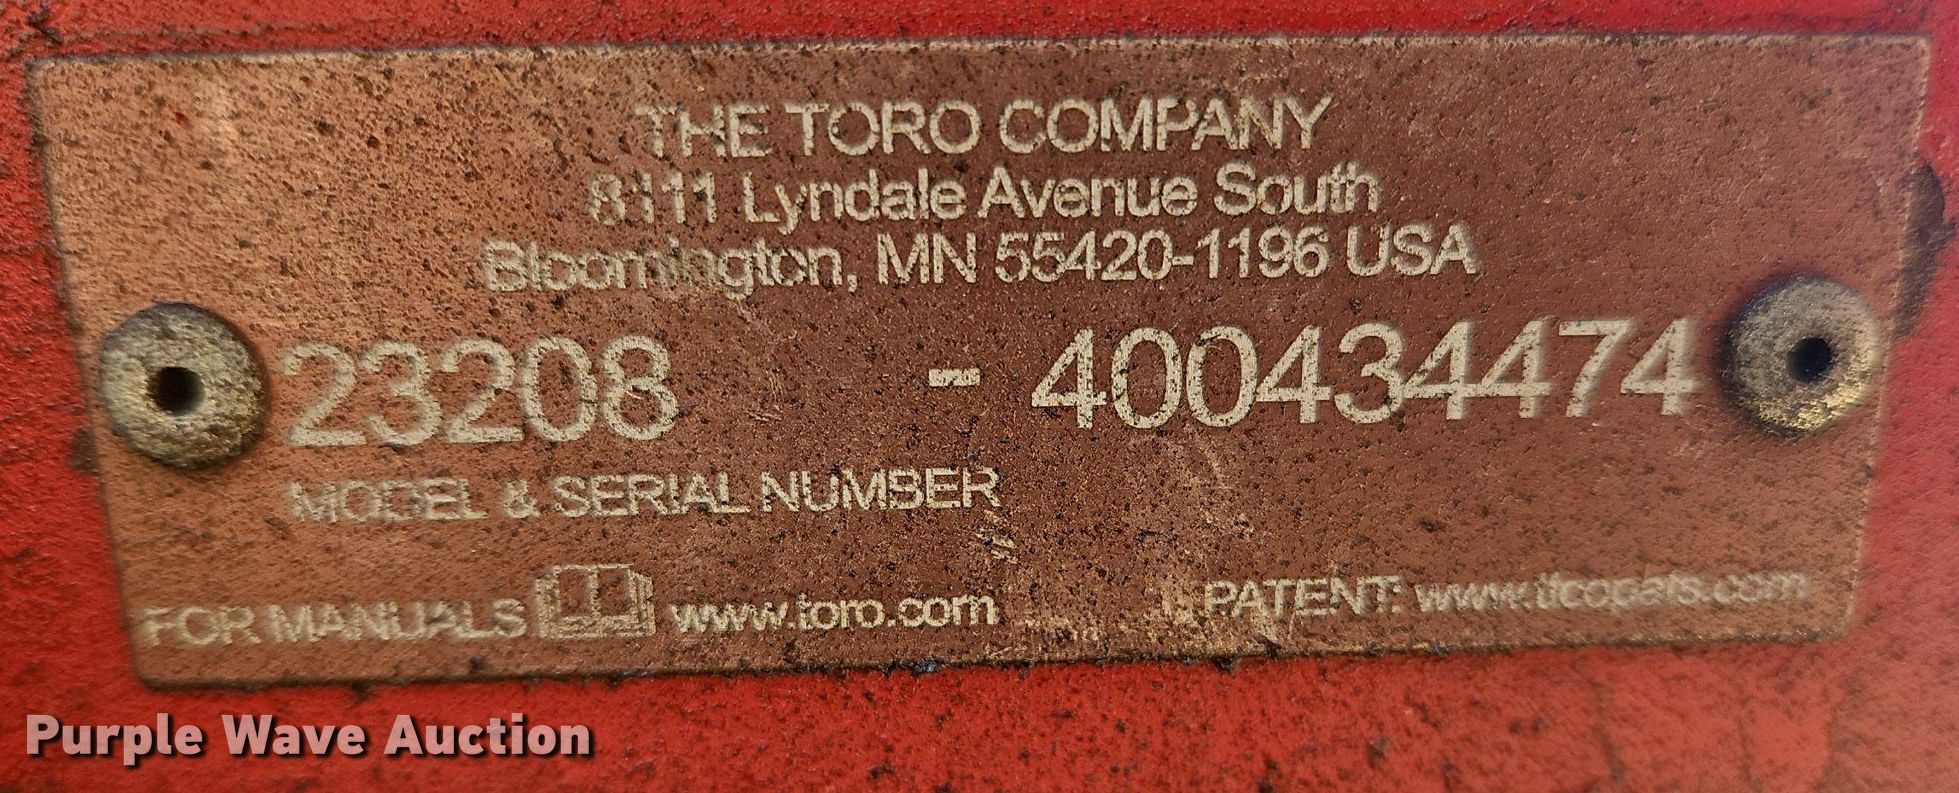 THE TORO COMPANY
8111 Lyndale Avenue South
Bloomington, MN 55420-1196 USA
23208 - 400434474
MODEL & SERIAL NUMBER
FOR MANUALS www.toro.com PATENT: www.ttcopats.com
Purple Wave Auction